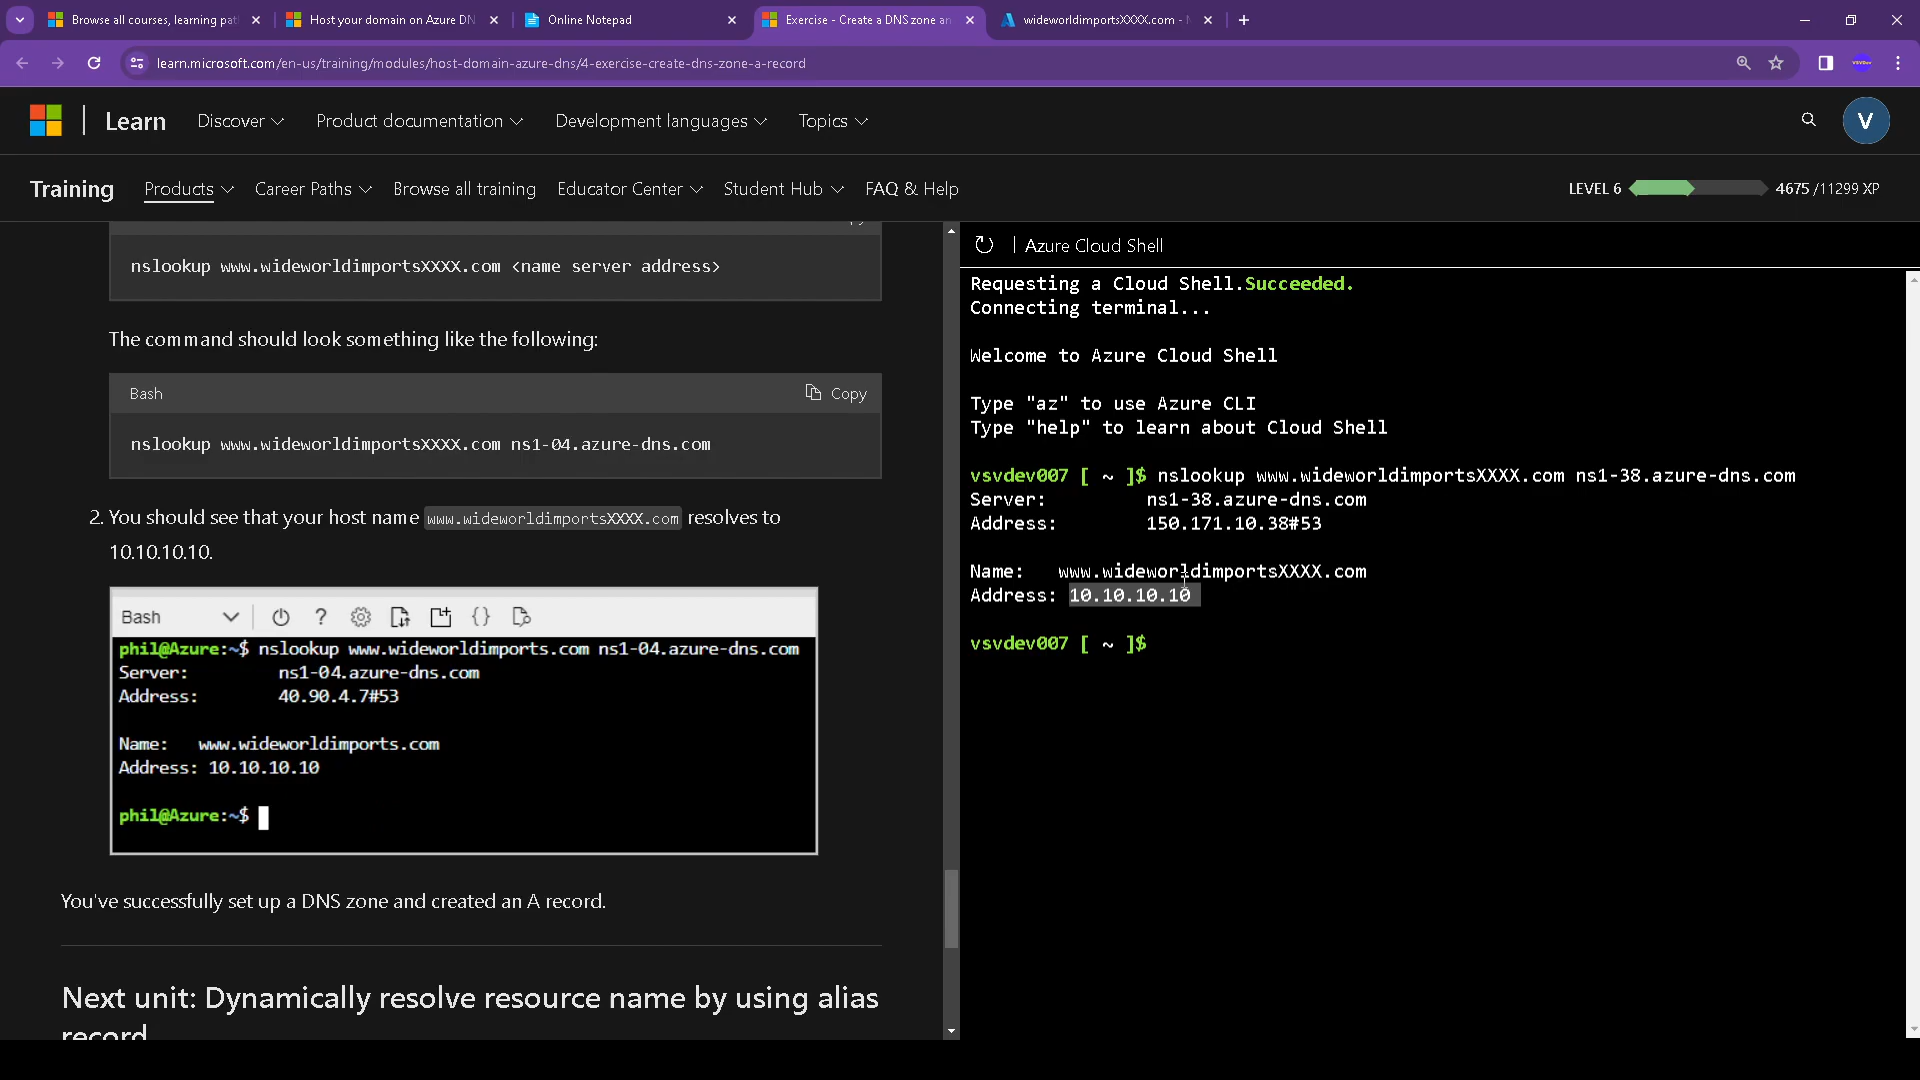 Browse all courses, learning pat
Host your domain on Azure DN
Online Notepad
Exercise - Create a DNS zone an
wideworldimportsXXXX.com -
learn.microsoft.com/en-us/training/modules/host-domain-azure-dns/4-exercise-create-dns-zone-a-record
Learn
Discover
Product documentation
Development languages
Topics
V
Training
Products
Career Paths
Browse all training
Educator Center
Student Hub
FAQ & Help
LEVEL 6
4675 /11299 XP
nslookup www.wideworldimportsXXXX.com <name server address>
The command should look something like the following:
Bash
Copy
nslookup www.wideworldimportsXXXX.com ns1-04.azure-dns.com
2. You should see that your host name www.wideworldimportsXXXX.com resolves to
10.10.10.10.
Bash
phil@Azure:~$ nslookup www.wideworldimports.com ns1-04.azure-dns.com
Server: ns1-04.azure-dns.com
Address: 40.90.4.7#53
Name: www.wideworldimports.com
Address: 10.10.10.10
phil@Azure:~$
You've successfully set up a DNS zone and created an A record.
Next unit: Dynamically resolve resource name by using alias
record
Azure Cloud Shell
Requesting a Cloud Shell.Succeeded.
Connecting terminal...
Welcome to Azure Cloud Shell
Type "az" to use Azure CLI
Type "help" to learn about Cloud Shell
vsvdev007 [ ~ ]$ nslookup www.wideworldimportsXXXX.com ns1-38.azure-dns.com
Server: ns1-38.azure-dns.com
Address: 150.171.10.38#53
Name: www.wideworldimportsXXXX.com
Address: 10.10.10.10
vsvdev007 [ ~ ]$